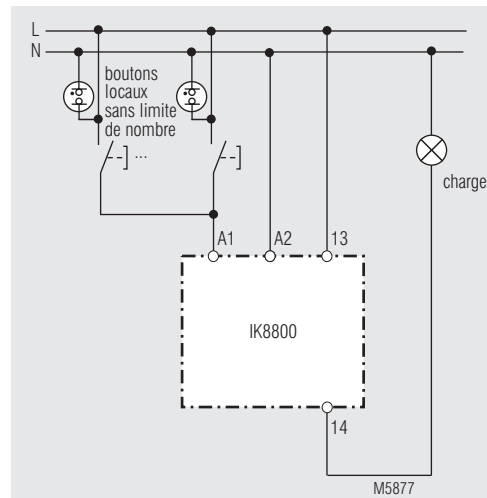 L
N
boutons
locaux
sans limite
de nombre
...
charge
A1 A2 13
IK8800
14
M5877